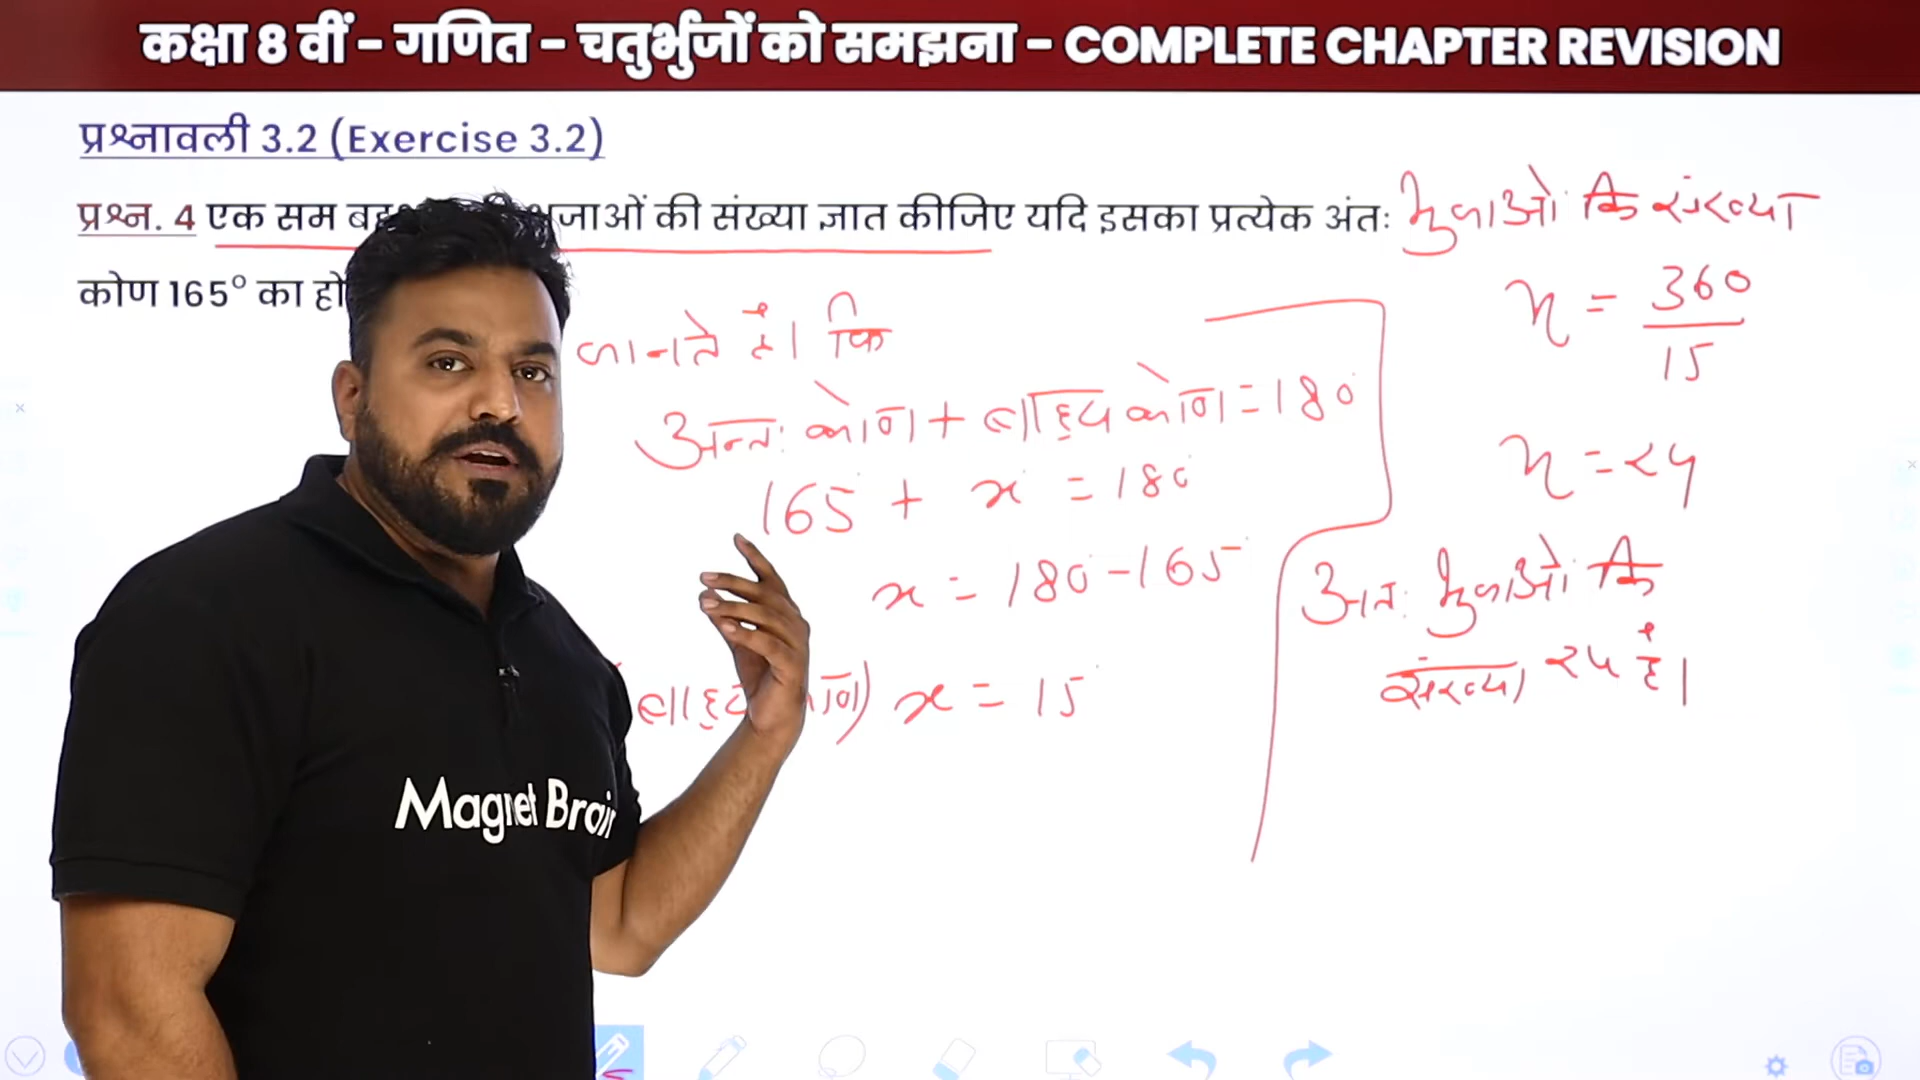 कक्षा 8 वीं – गणित – चतुर्भुजों को समझना – COMPLETE CHAPTER REVISION
प्रश्नावली 3.2 (Exercise 3.2)
प्रश्न. 4 एक सम भुजाओं की संख्या ज्ञात कीजिए यदि इसका प्रत्येक अंतः
कोण 165° का हो
जानते हैं। कि
अन्तः कोण + बाह्य कोण = 180
165 + x = 180
x = 180 - 165
बाह्य कोण) x = 15
भुजाओं कि संख्या
n = 360
15
n = 24
अतः भुजाओं कि
संख्या 24 है।
Magnet Brain